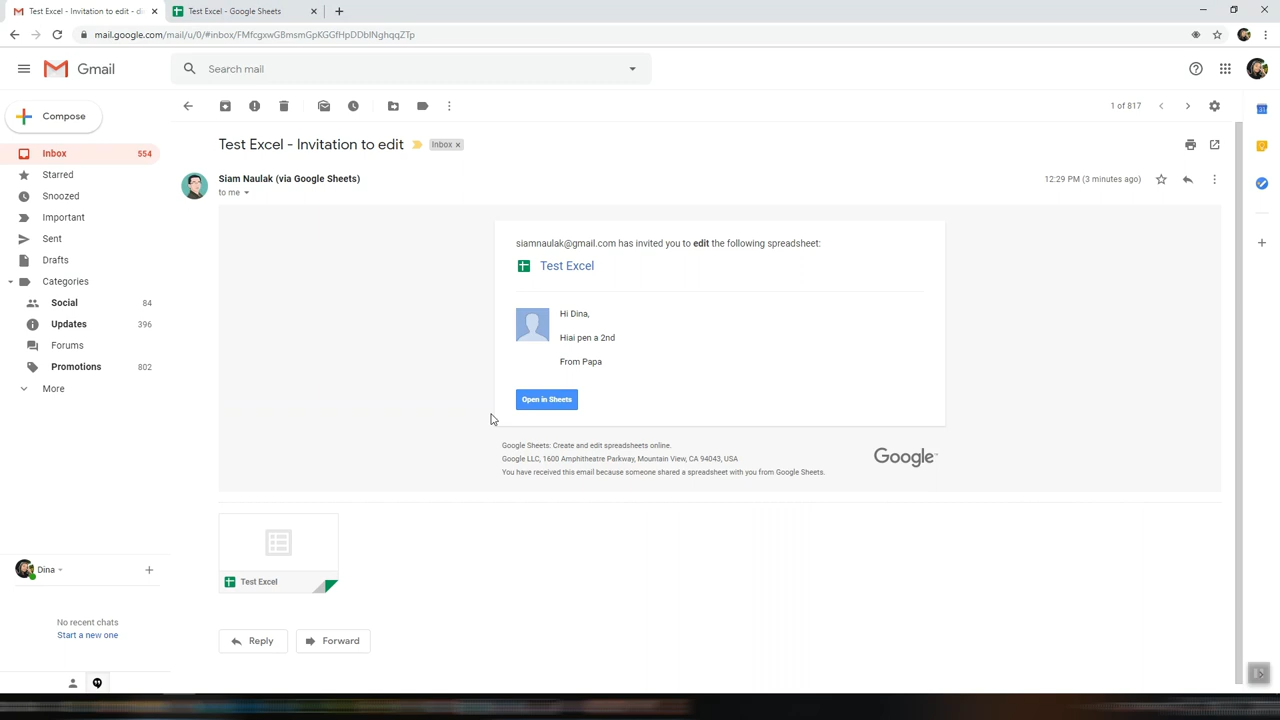 Test Excel - Invitation to edit - di
Test Excel - Google Sheets
mail.google.com/mail/u/0/#inbox/FMfcgxwGBmsmGpKGGfHpDDbINghqqZTp
Gmail
Search mail
Compose
1 of 817
Inbox 554
Starred
Snoozed
Important
Sent
Drafts
Categories
Social 84
Updates 396
Forums
Promotions 802
More
Test Excel - Invitation to edit
Inbox
Siam Naulak (via Google Sheets)
to me
12:29 PM (3 minutes ago)
siamnaulak@gmail.com has invited you to edit the following spreadsheet:
Test Excel
Hi Dina,
Hiai pen a 2nd
From Papa
Open in Sheets
Google Sheets: Create and edit spreadsheets online.
Google LLC, 1600 Amphitheatre Parkway, Mountain View, CA 94043, USA
You have received this email because someone shared a spreadsheet with you from Google Sheets.
Google
Test Excel
Reply
Forward
Dina
No recent chats
Start a new one